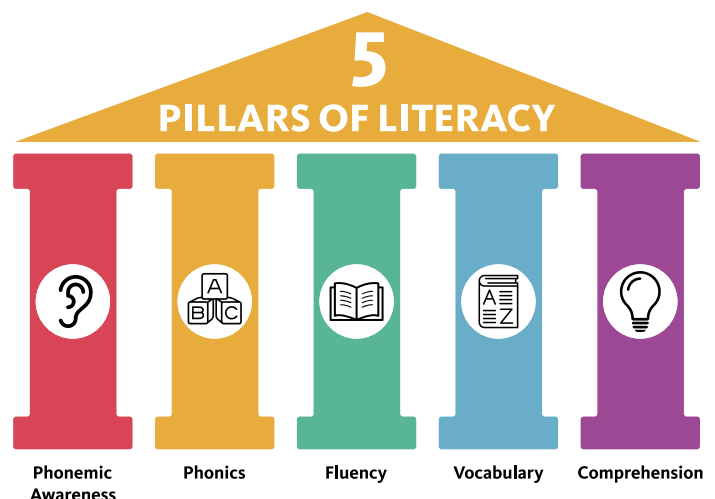 5
PILLARS OF LITERACY
A
B C
A
Z
Phonemic
Awareness
Phonics
Fluency
Vocabulary
Comprehension